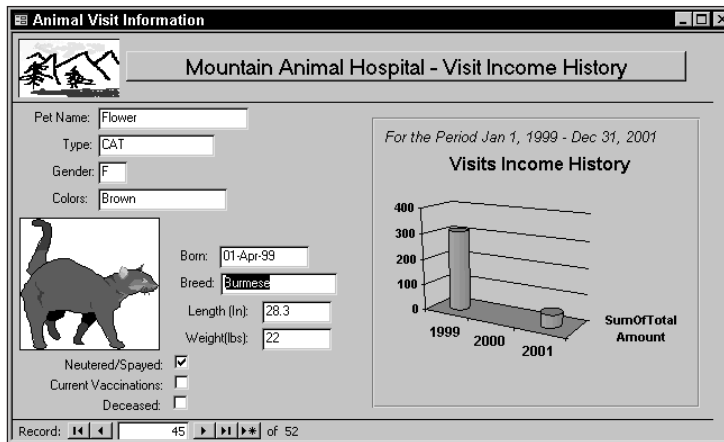 Animal Visit Information
Mountain Animal Hospital - Visit Income History
Pet Name: Flower
Type: CAT
Gender: F
Colors: Brown
Born: 01-Apr-99
Breed: Burmese
Length (In): 28.3
Weight(lbs): 22
Neutered/Spayed:
Current Vaccinations:
Deceased:
For the Period Jan 1, 1999 - Dec 31, 2001
Visits Income History
400
300
200
100
0
1999
2000
2001
SumOfTotal
Amount
Record: 45 of 52